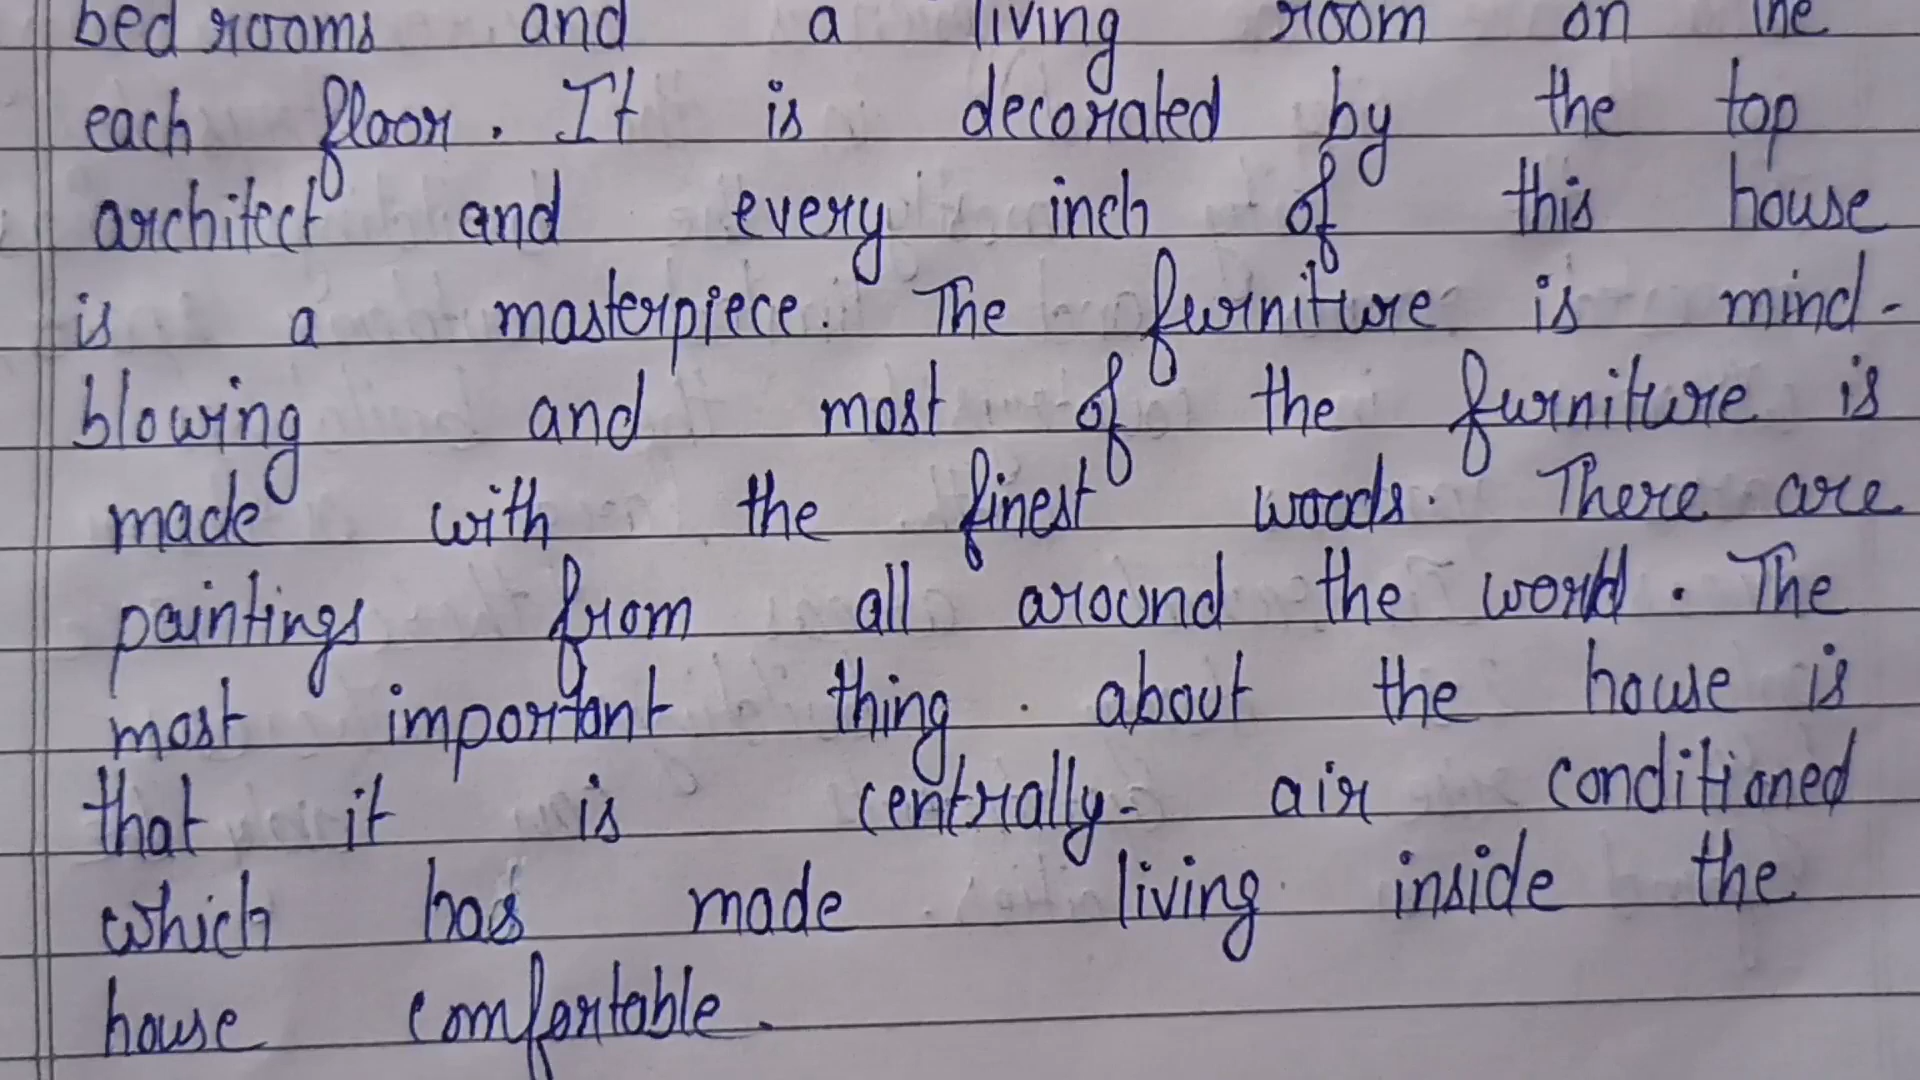 bed rooms and a living room on the
each floor. It is decorated by the top
architect and every inch of this house
is a masterpiece. The furniture is mind-
blowing and most of the furniture is
made with the finest woods. There are
paintings from all around the world. The
most important thing about the house is
that it is centrally- air conditioned
which has made living inside the
house comfortable.